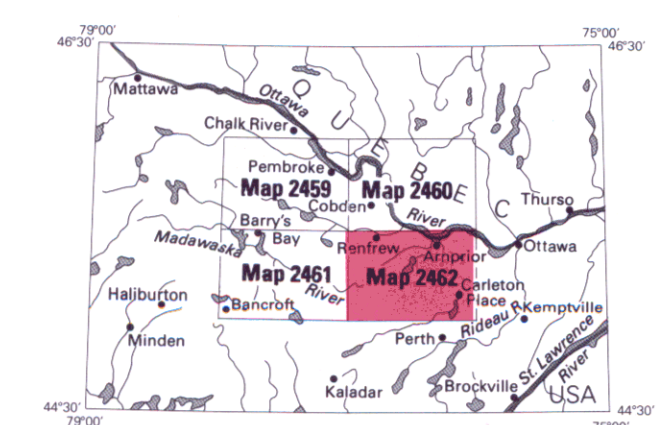 79°00'
75°00'
46°30'
46°30'
Mattawa
Ottawa
QUEBEC
Chalk River
Pembroke
Map 2459
Map 2460
Cobden
River
Thurso
Barry's
Bay
Madawaska
Renfrew
Arnprior
Ottawa
Map 2461
Map 2462
River
Carleton
Place
Haliburton
Bancroft
Rideau R
Kemptville
Minden
Perth
St. Lawrence
River
Kaladar
Brockville
USA
44°30'
44°30'
79°00'